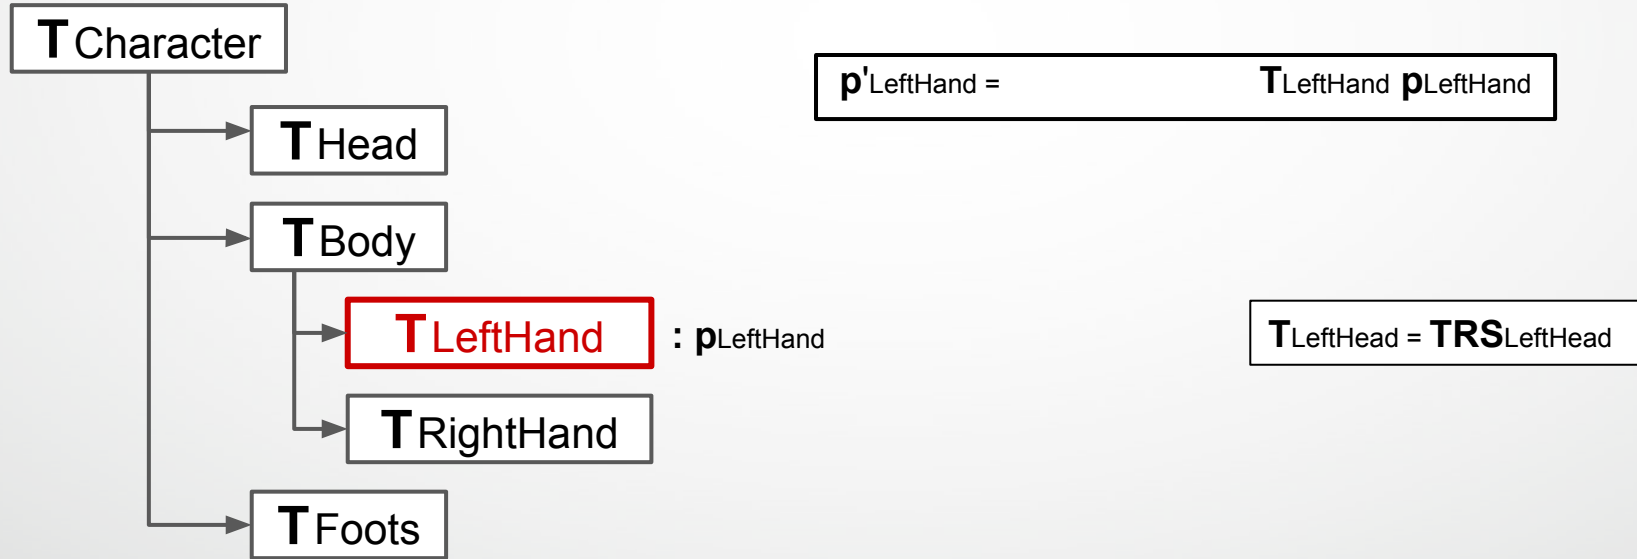 TCharacter
p'LeftHand = TLeftHand pLeftHand
THead
TBody
TLeftHand : pLeftHand
TLeftHead = TRSLeftHead
TRightHand
TFoots